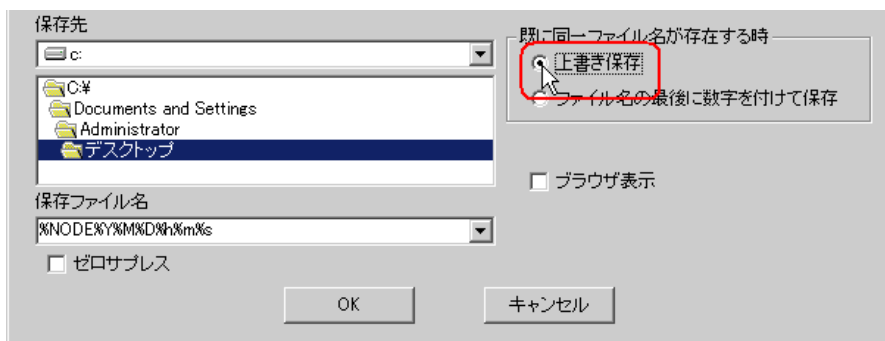 保存先
c:
C:¥
Documents and Settings
Administrator
デスクトップ
保存ファイル名
%NODE%Y%M%D%h%m%s
ゼロサプレス
既に同一ファイル名が存在する時
上書き保存
ファイル名の最後に数字を付けて保存
ブラウザ表示
OK
キャンセル